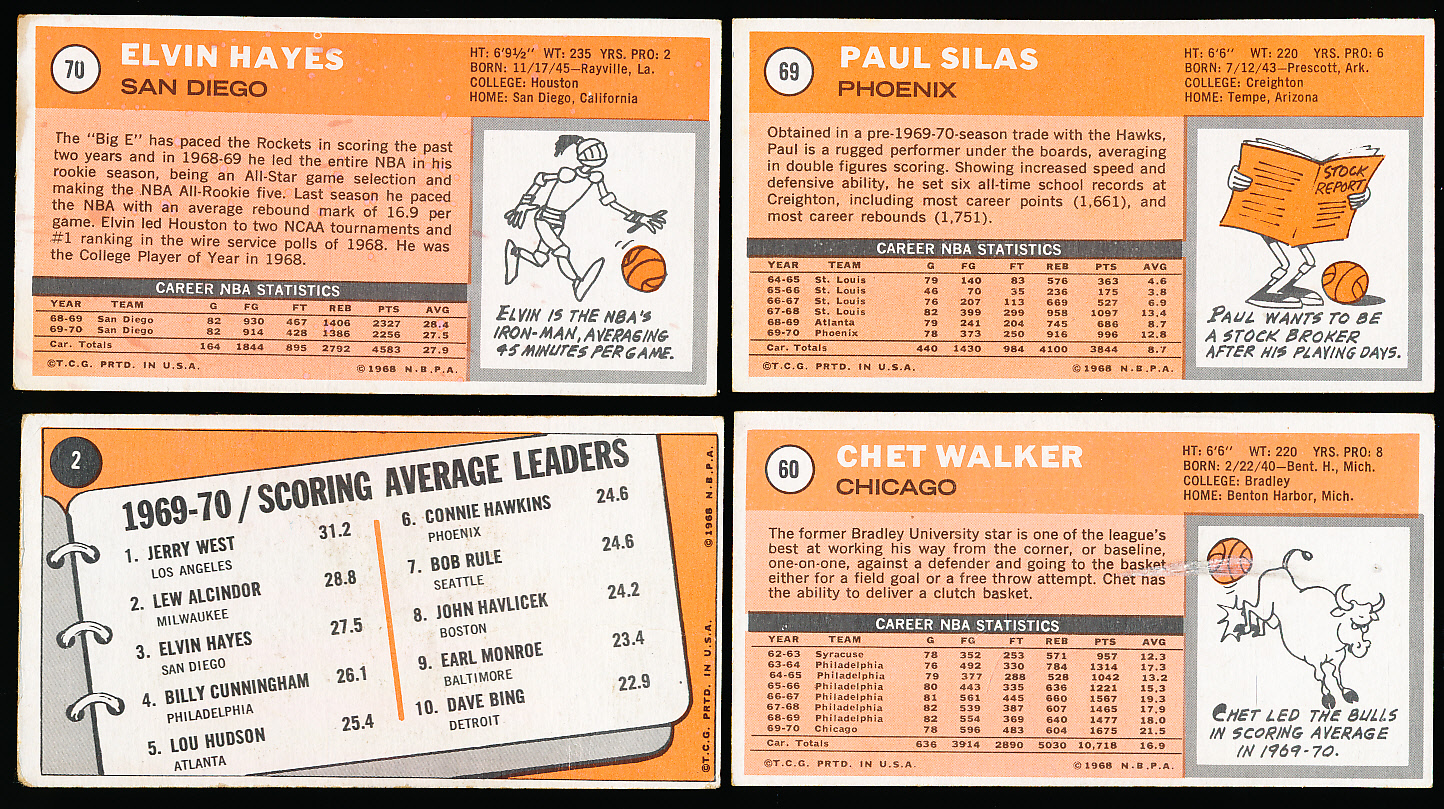 70
ELVIN HAYES
SAN DIEGO
HT: 6'9½" WT: 235 YRS. PRO: 2
BORN: 11/17/45—Rayville, La.
COLLEGE: Houston
HOME: San Diego, California
The "Big E" has paced the Rockets in scoring the past
two years and in 1968-69 he led the entire NBA in his
rookie season, being an All-Star game selection and
making the NBA All-Rookie five. Last season he paced
the NBA with an average rebound mark of 16.9 per
game. Elvin led Houston to two NCAA tournaments and
#1 ranking in the wire service polls of 1968. He was
the College Player of Year in 1968.
CAREER NBA STATISTICS
YEAR TEAM G FG FT REB PTS AVG
68-69 San Diego 82 930 467 1406 2327 28.4
69-70 San Diego 82 914 428 1386 2256 27.5
Car. Totals 164 1844 895 2792 4583 27.9
©T.C.G. PRTD. IN U.S.A. ©1968 N.B.P.A.
ELVIN IS THE NBA'S
IRON-MAN, AVERAGING
45 MINUTES PER GAME.
69
PAUL SILAS
PHOENIX
HT: 6'6" WT: 220 YRS. PRO: 6
BORN: 7/12/43—Prescott, Ark.
COLLEGE: Creighton
HOME: Tempe, Arizona
Obtained in a pre-1969-70-season trade with the Hawks,
Paul is a rugged performer under the boards, averaging
in double figures scoring. Showing increased speed and
defensive ability, he set six all-time school records at
Creighton, including most career points (1,661), and
most career rebounds (1,751).
CAREER NBA STATISTICS
YEAR TEAM G FG FT REB PTS AVG
64-65 St. Louis 79 140 83 576 363 4.6
65-66 St. Louis 46 70 35 236 175 3.8
66-67 St. Louis 76 207 113 669 527 6.9
67-68 St. Louis 82 399 299 958 1097 13.4
68-69 Atlanta 79 241 204 745 686 8.7
69-70 Phoenix 78 373 250 916 996 12.8
Car. Totals 440 1430 984 4100 3844 8.7
©T.C.G. PRTD. IN U.S.A. ©1968 N.B.P.A.
STOCK
REPORT
PAUL WANTS TO BE
A STOCK BROKER
AFTER HIS PLAYING DAYS.
2
1969-70 / SCORING AVERAGE LEADERS
1. JERRY WEST 31.2
LOS ANGELES
2. LEW ALCINDOR 28.8
MILWAUKEE
3. ELVIN HAYES 27.5
SAN DIEGO
4. BILLY CUNNINGHAM 26.1
PHILADELPHIA
5. LOU HUDSON 25.4
ATLANTA
6. CONNIE HAWKINS 24.6
PHOENIX
7. BOB RULE 24.6
SEATTLE
8. JOHN HAVLICEK 24.2
BOSTON
9. EARL MONROE 23.4
BALTIMORE
10. DAVE BING 22.9
DETROIT
©T.C.G. PRTD. IN U.S.A. ©1968 N.B.P.A.
60
CHET WALKER
CHICAGO
HT: 6'6" WT: 220 YRS. PRO: 8
BORN: 2/22/40—Bent. H., Mich.
COLLEGE: Bradley
HOME: Benton Harbor, Mich.
The former Bradley University star is one of the league's
best at working his way from the corner, or baseline,
one-on-one, against a defender and going to the basket
either for a field goal or a free throw attempt. Chet has
the ability to deliver a clutch basket.
CAREER NBA STATISTICS
YEAR TEAM G FG FT REB PTS AVG
62-63 Syracuse 78 352 253 571 957 12.3
63-64 Philadelphia 76 492 330 784 1314 17.3
64-65 Philadelphia 79 377 288 528 1042 13.2
65-66 Philadelphia 80 443 335 636 1221 15.3
66-67 Philadelphia 81 561 445 660 1567 19.3
67-68 Philadelphia 82 539 387 607 1465 17.9
68-69 Philadelphia 82 554 369 640 1477 18.0
69-70 Chicago 78 596 483 604 1675 21.5
Car. Totals 636 3914 2890 5030 10,718 16.9
©T.C.G. PRTD. IN U.S.A. ©1968 N.B.P.A.
CHET LED THE BULLS
IN SCORING AVERAGE
IN 1969-70.